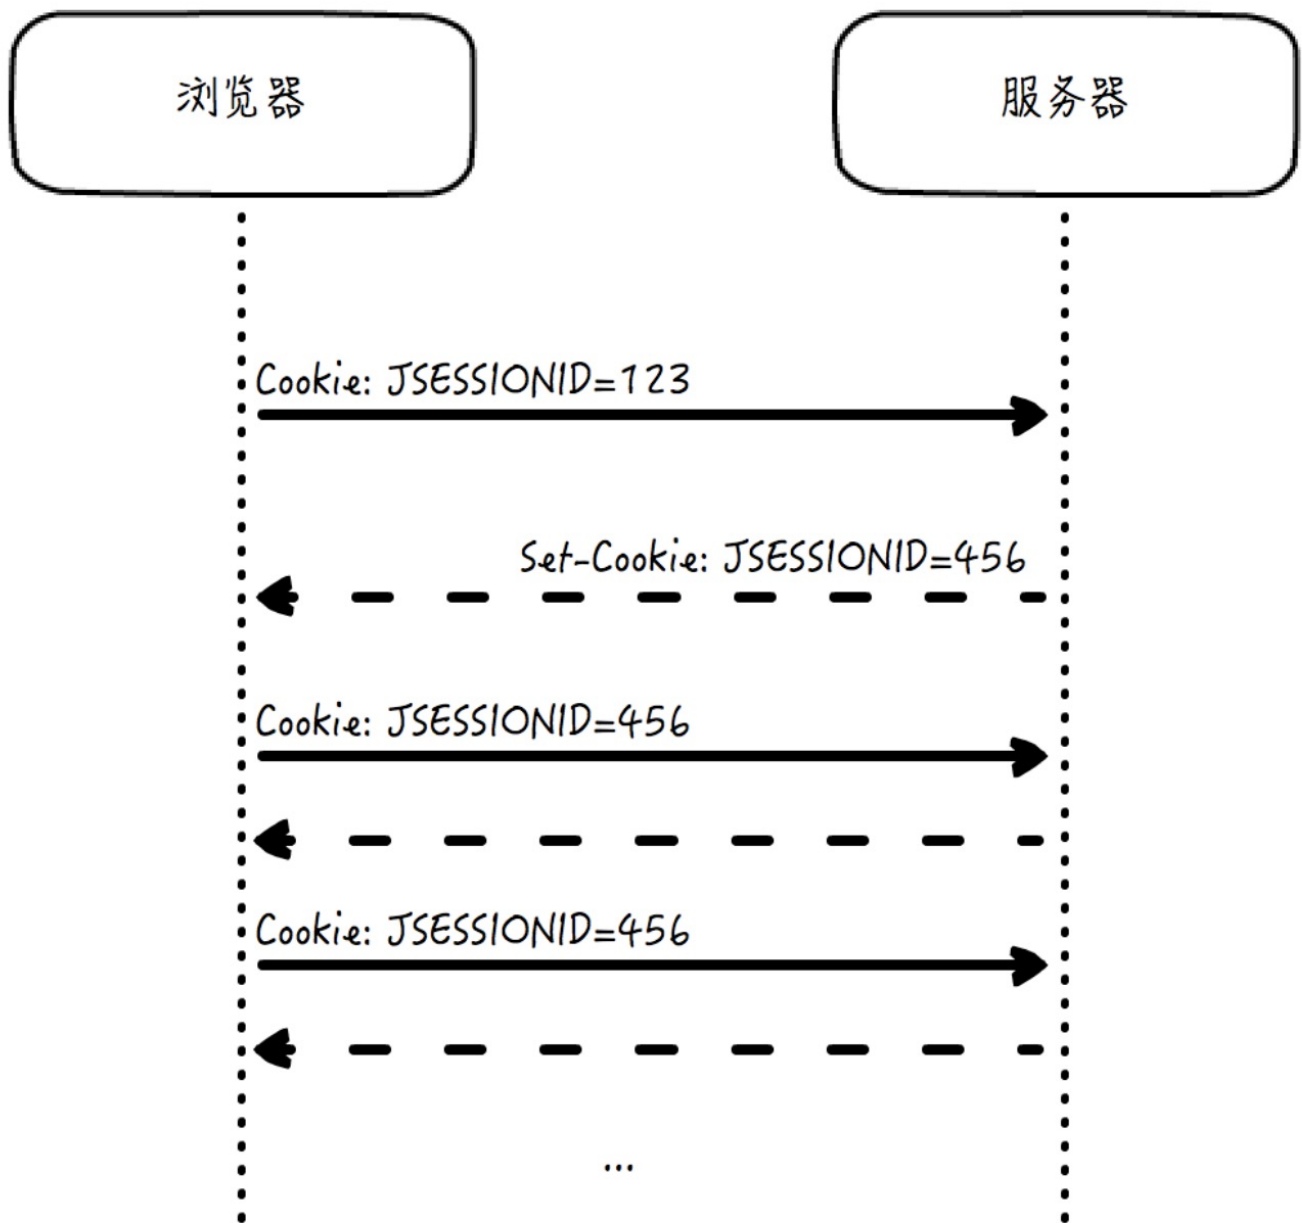 浏览器
服务器
Cookie: JSESSIONID=123
Set-Cookie: JSESSIONID=456
Cookie: JSESSIONID=456
Cookie: JSESSIONID=456
...